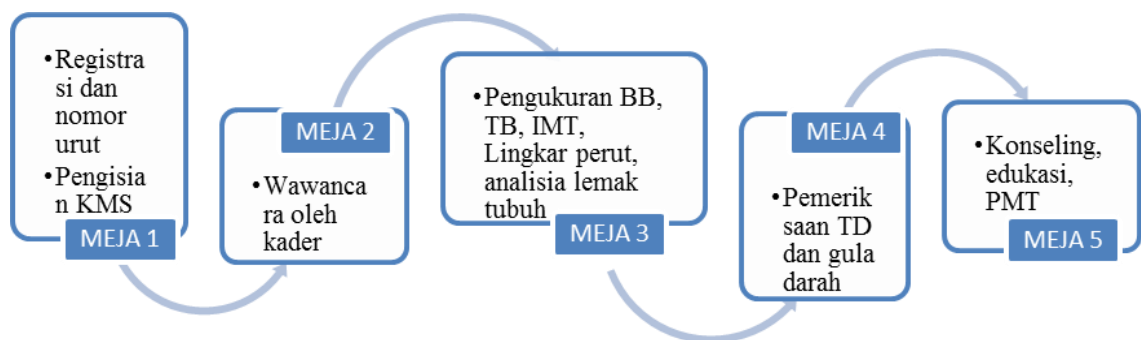 •Registra
si dan
nomor
urut
•Pengisia
n KMS
MEJA 1
MEJA 2
•Wawanca
ra oleh
kader
•Pengukuran BB,
TB, IMT,
Lingkar perut,
analisia lemak
tubuh
MEJA 3
MEJA 4
•Pemerik
saan TD
dan gula
darah
•Konseling,
edukasi,
PMT
MEJA 5